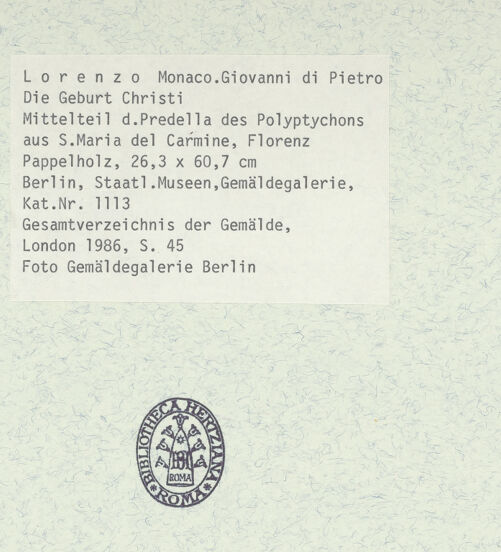 L o r e n z o Monaco.Giovanni di Pietro
Die Geburt Christi
Mittelteil d.Predella des Polyptychons
aus S.Maria del Carmine, Florenz
Pappelholz, 26,3 x 60,7 cm
Berlin, Staatl.Museen,Gemäldegalerie,
Kat.Nr. 1113
Gesamtverzeichnis der Gemälde,
London 1986, S. 45
Foto Gemäldegalerie Berlin
BIBLIOTHECA HERTZIANA
ROMA
ROMA